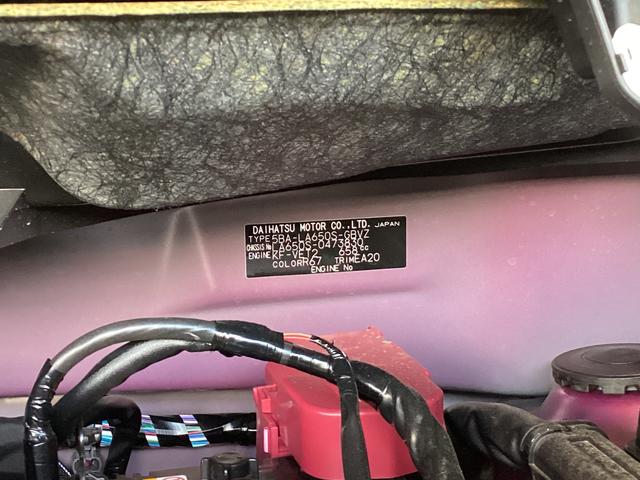 DAIHATSU MOTOR CO.,LTD. JAPAN
TYPE 5BA-LA650S-GBVZ
CHASSIS No LA650S-0473830
ENGINE KF-VET/ 658cc
COLOR R67 TRIM EA20
ENGINE No